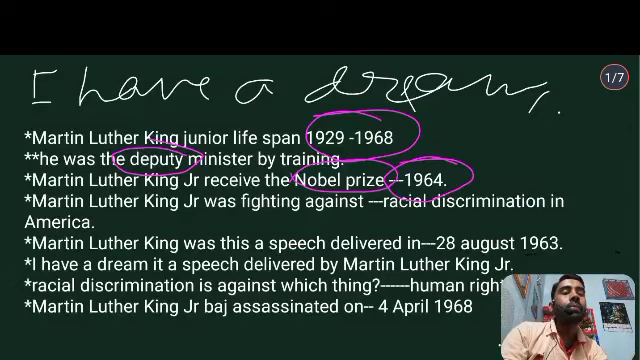 I have a dream.
1/7
*Martin Luther King junior life span 1929 -1968
**he was the deputy minister by training.
*Martin Luther King Jr receive the Nobel prize ---1964.
*Martin Luther King Jr was fighting against ---racial discrimination in
America.
*Martin Luther King was this a speech delivered in---28 august 1963.
*I have a dream it a speech delivered by Martin Luther King Jr.
*racial discrimination is against which thing?------human right
*Martin Luther King Jr baj assassinated on-- 4 April 1968